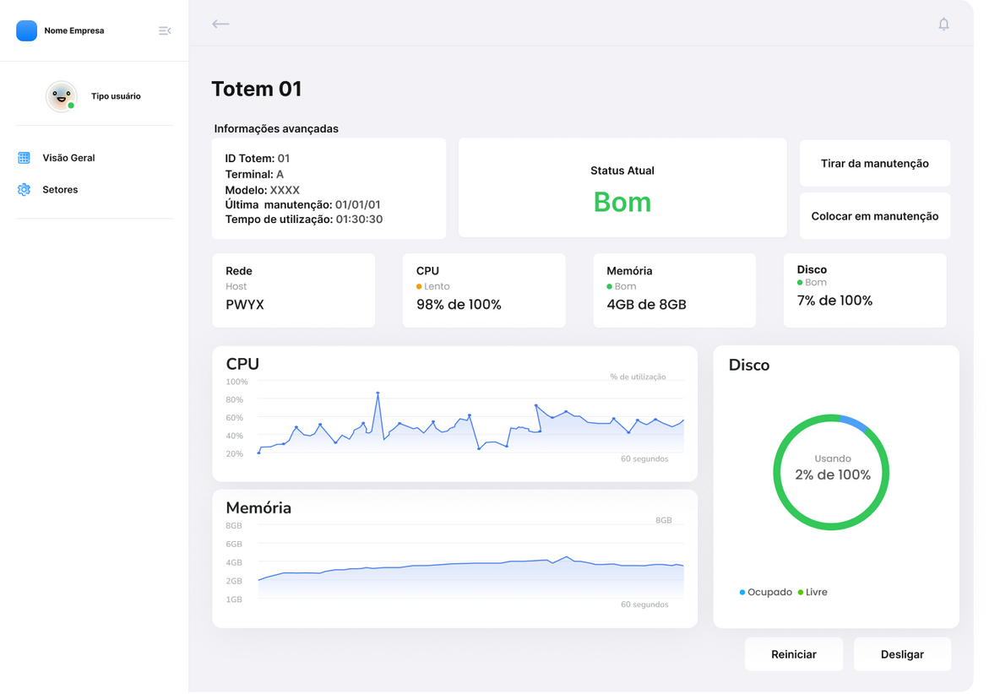 Nome Empresa
Tipo usuário
Visão Geral
Setores
Totem 01
Informações avançadas
ID Totem: 01
Terminal: A
Modelo: XXXX
Última  manutenção: 01/01/01
Tempo de utilização: 01:30:30
Status Atual
Bom
Tirar da manutenção
Colocar em manutenção
Rede
Host
PWYX
CPU
Lento
98% de 100%
Memória
Bom
4GB de 8GB
Disco
Bom
7% de 100%
CPU
% de utilização
100%
80%
60%
40%
20%
60 segundos
Memória
8GB
8GB
6GB
4GB
2GB
1GB
60 segundos
Disco
Usando
2% de 100%
Ocupado
Livre
Reiniciar
Desligar